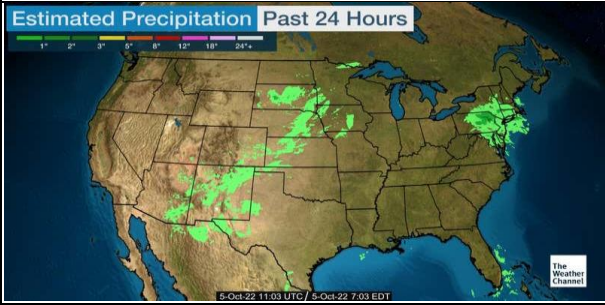 Estimated Precipitation Past 24 Hours
1" 2" 3" 5" 8" 12" 18" 24"+
The
Weather
Channel
5-Oct-22 11:03 UTC / 5-Oct-22 7:03 EDT